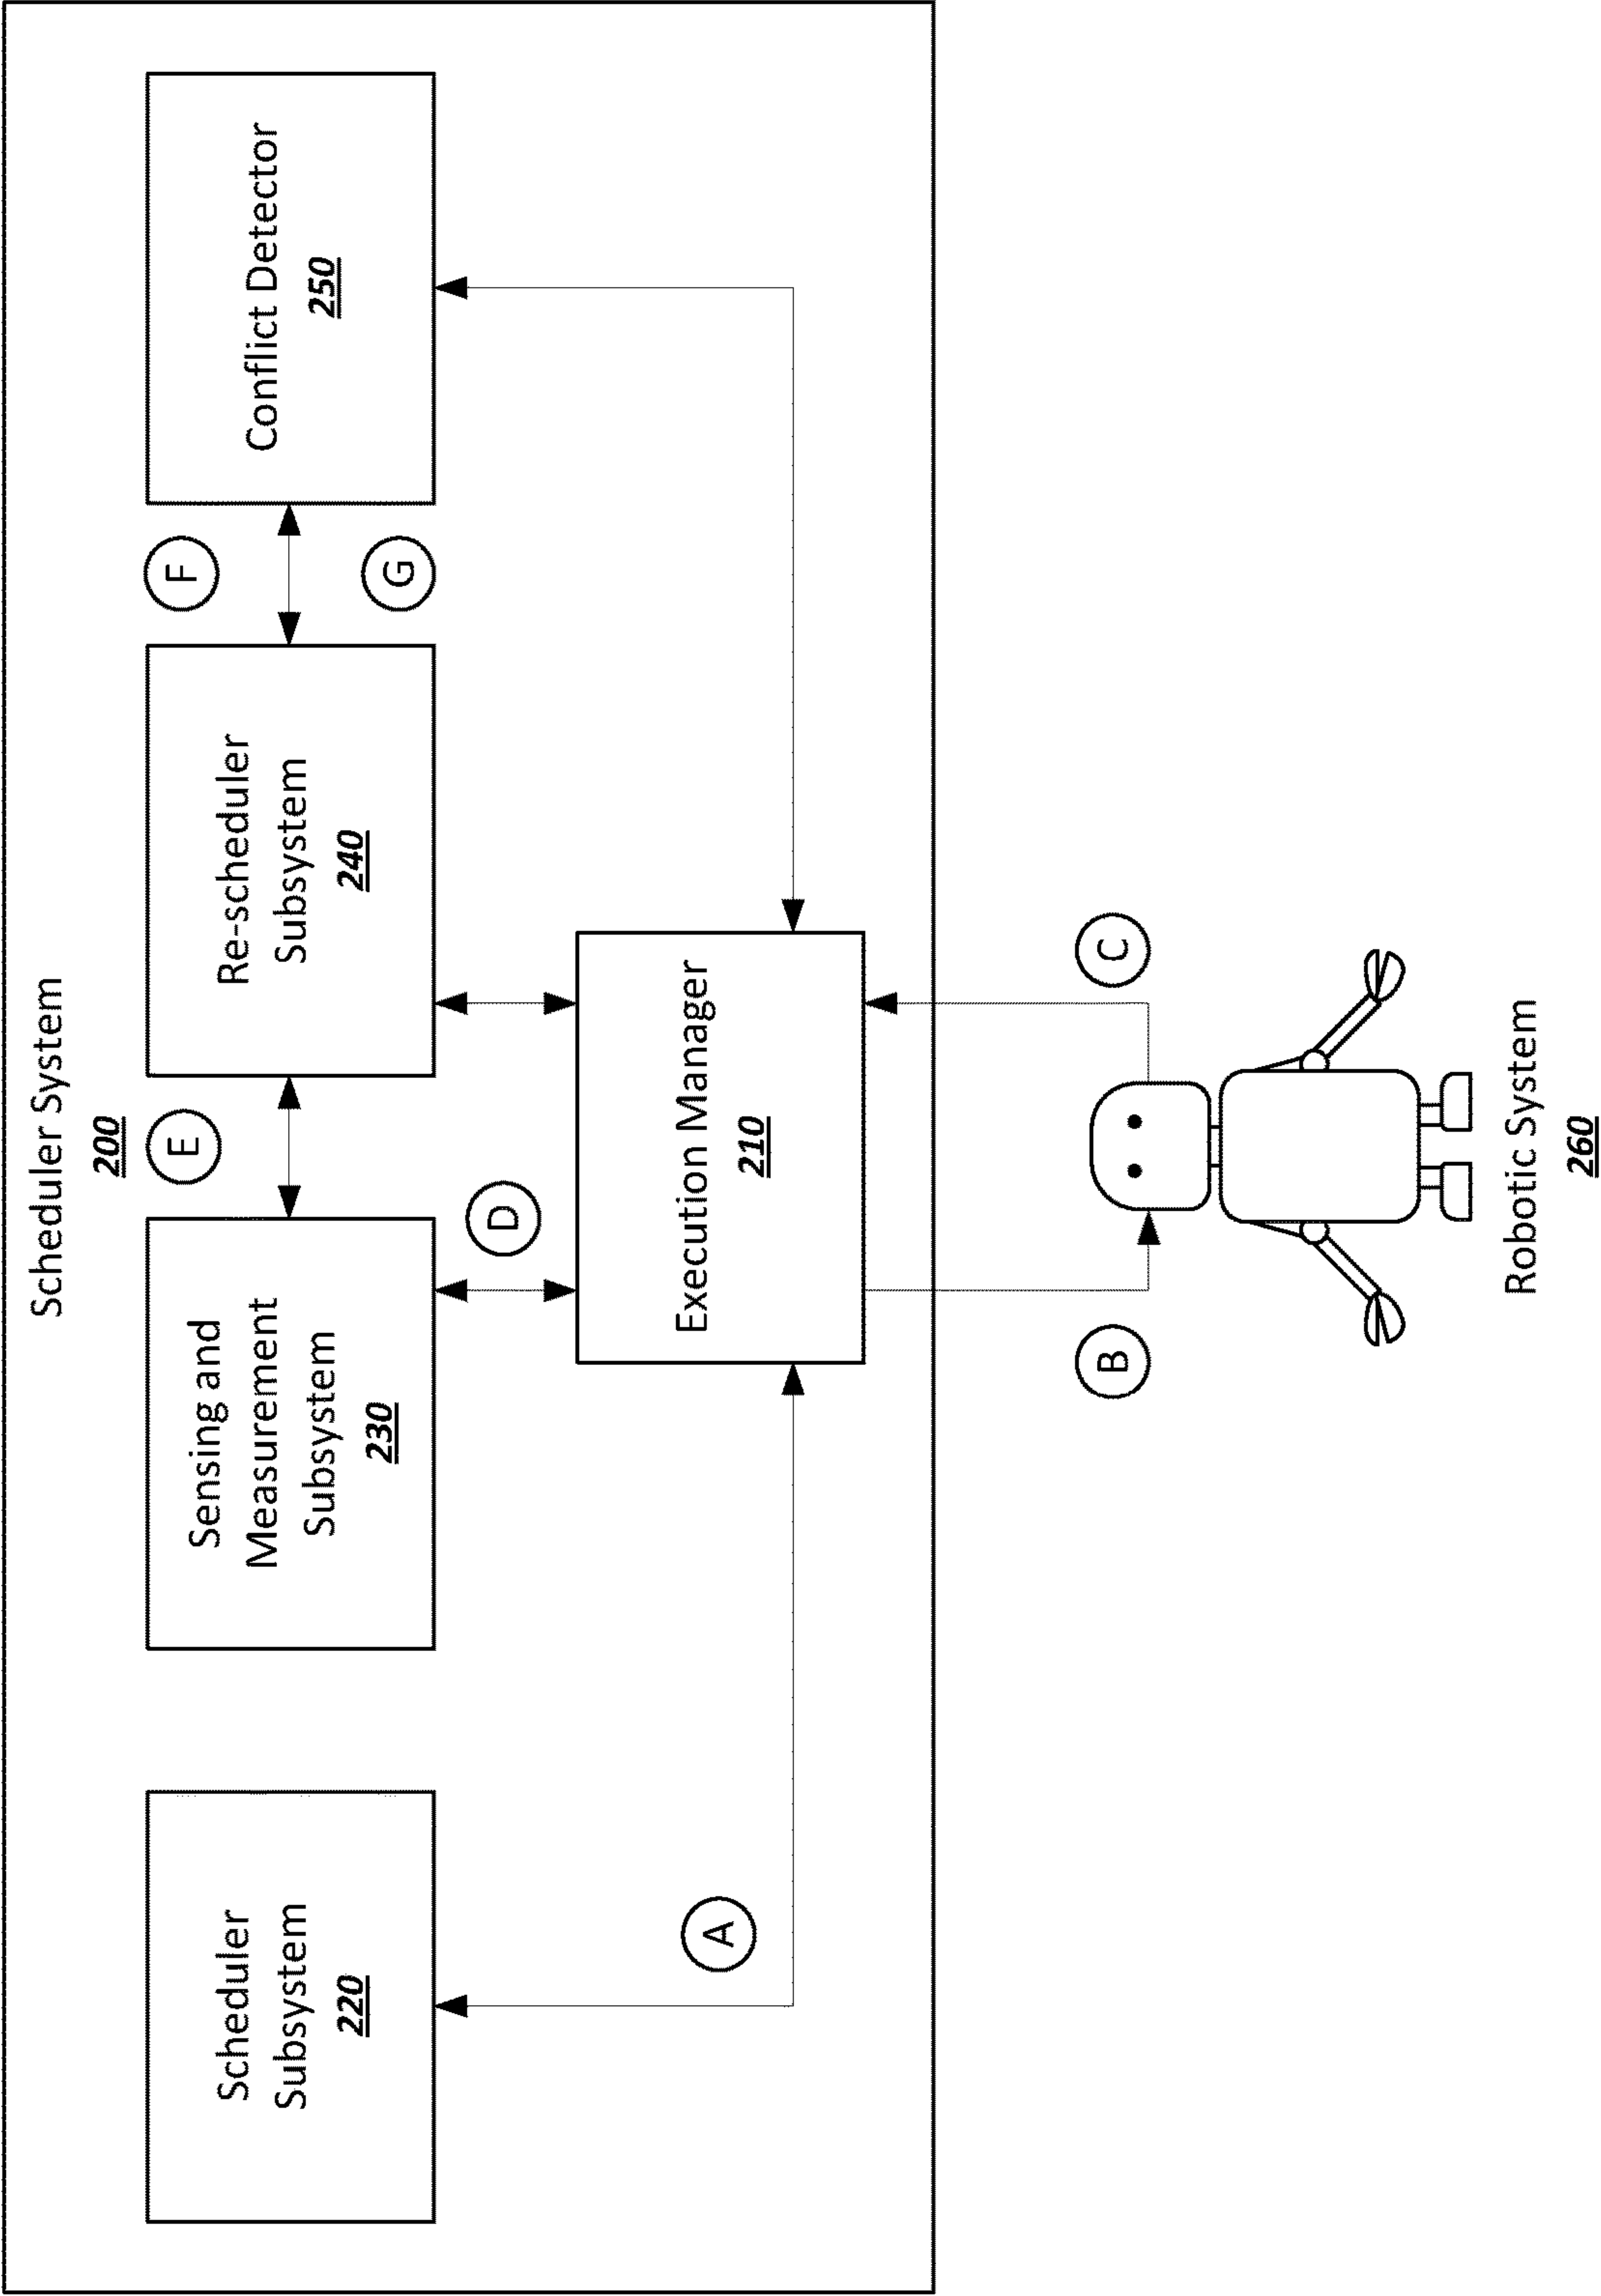 Scheduler System
200
Scheduler
Subsystem
220
Sensing and
Measurement
Subsystem
230
E
Re-scheduler
Subsystem
240
F
G
Conflict Detector
250
D
A
Execution Manager
210
B
C
Robotic System
260